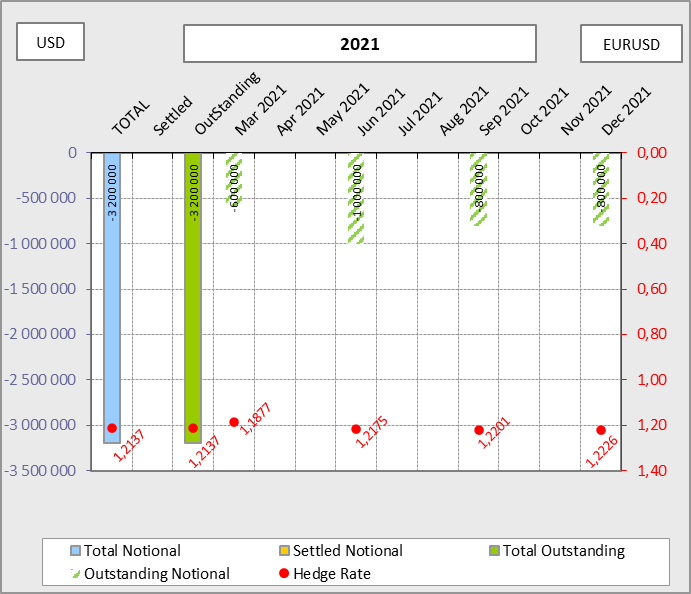 USD
2021
EURUSD
TOTAL
Settled
OutStanding
Mar 2021
Apr 2021
May 2021
Jun 2021
Jul 2021
Aug 2021
Sep 2021
Oct 2021
Nov 2021
Dec 2021
0
-500 000
-1 000 000
-1 500 000
-2 000 000
-2 500 000
-3 000 000
-3 500 000
-3 200 000
-3 200 000
-600 000
-1 000 000
-800 000
-800 000
1,2137
1,2137
1,1877
1,2175
1,2201
1,2226
0,00
0,20
0,40
0,60
0,80
1,00
1,20
1,40
Total Notional
Settled Notional
Total Outstanding
Outstanding Notional
Hedge Rate